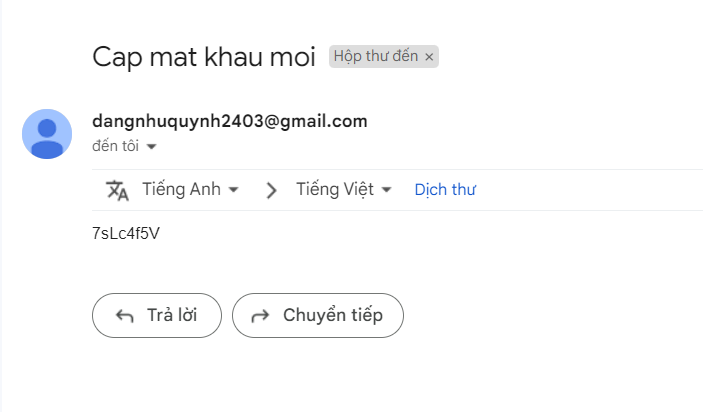 Cap mat khau moi Hộp thư đến ×
dangnhuquynh2403@gmail.com
đến tôi
Tiếng Anh > Tiếng Việt Dịch thư
7sLc4f5V
Trả lời Chuyển tiếp